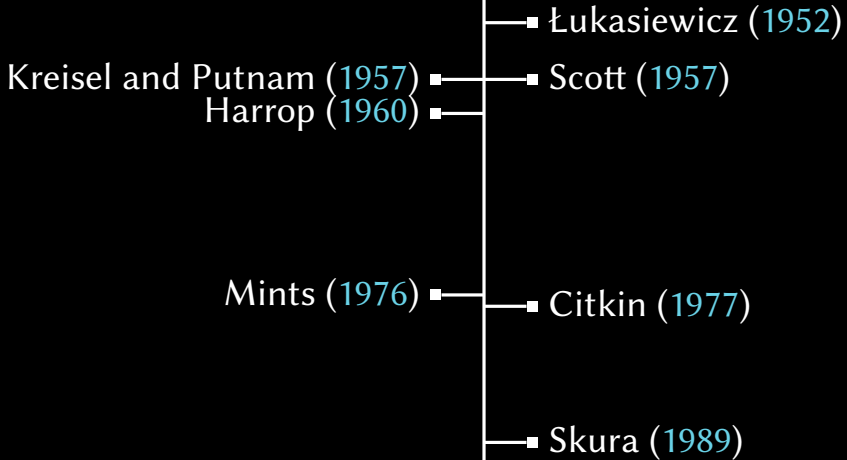 Łukasiewicz (1952)
Kreisel and Putnam (1957)
Scott (1957)
Harrop (1960)
Mints (1976)
Citkin (1977)
Skura (1989)